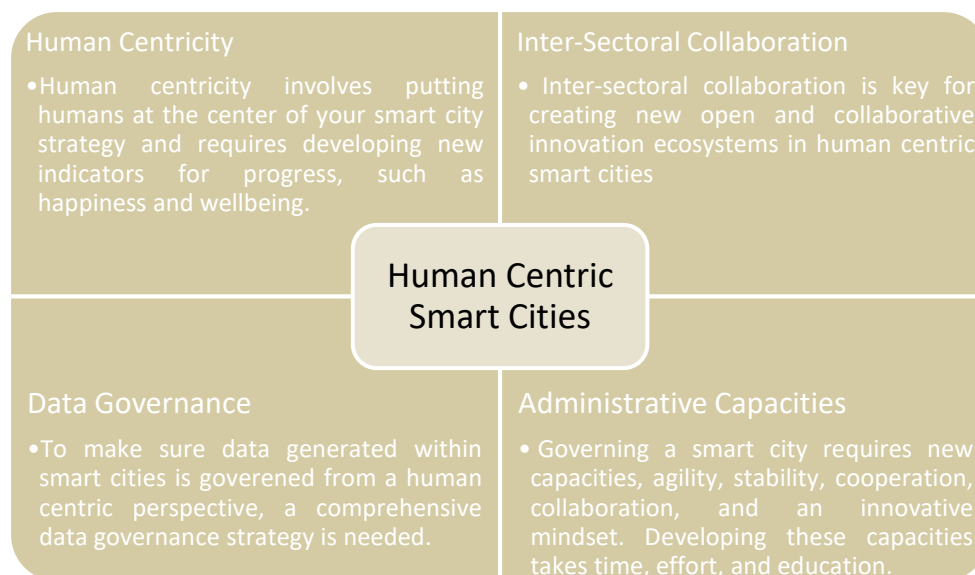 Human Centricity
•Human centricity involves putting
humans at the center of your smart city
strategy and requires developing new
indicators for progress, such as
happiness and wellbeing.
Inter-Sectoral Collaboration
• Inter-sectoral collaboration is key for
creating new open and collaborative
innovation ecosystems in human centric
smart cities
Human Centric
Smart Cities
Data Governance
•To make sure data generated within
smart cities is goverened from a human
centric perspective, a comprehensive
data governance strategy is needed.
Administrative Capacities
• Governing a smart city requires new
capacities, agility, stability, cooperation,
collaboration, and an innovative
mindset. Developing these capacities
takes time, effort, and education.